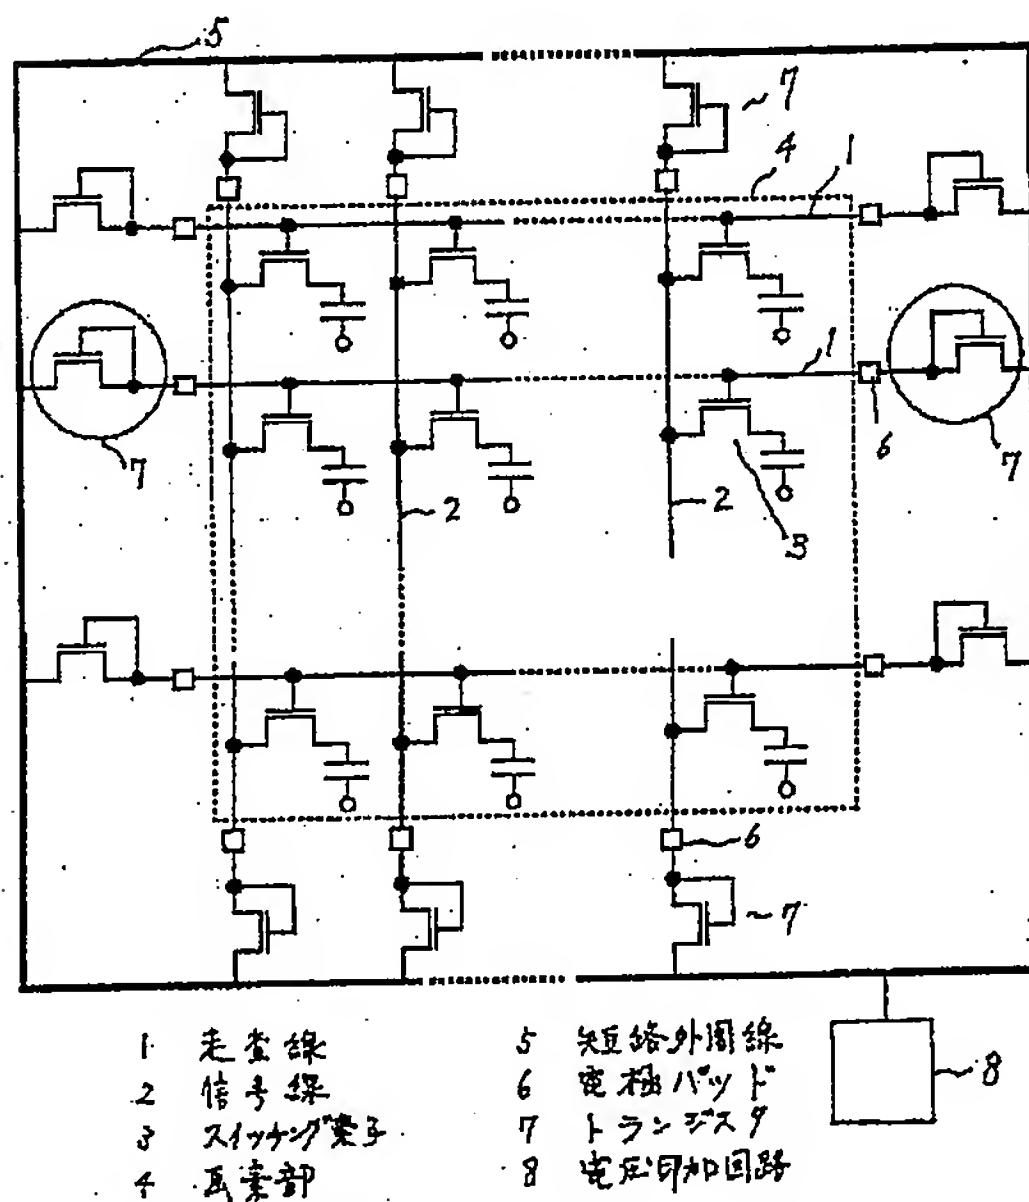 5
7
4
1
1
6
7
7
2
2
3
6
7
8
1 走査線
2 信号線
3 スイッチング素子
4 画素部
5 短絡外周線
6 電極パッド
7 トランジスタ
8 電圧印加回路